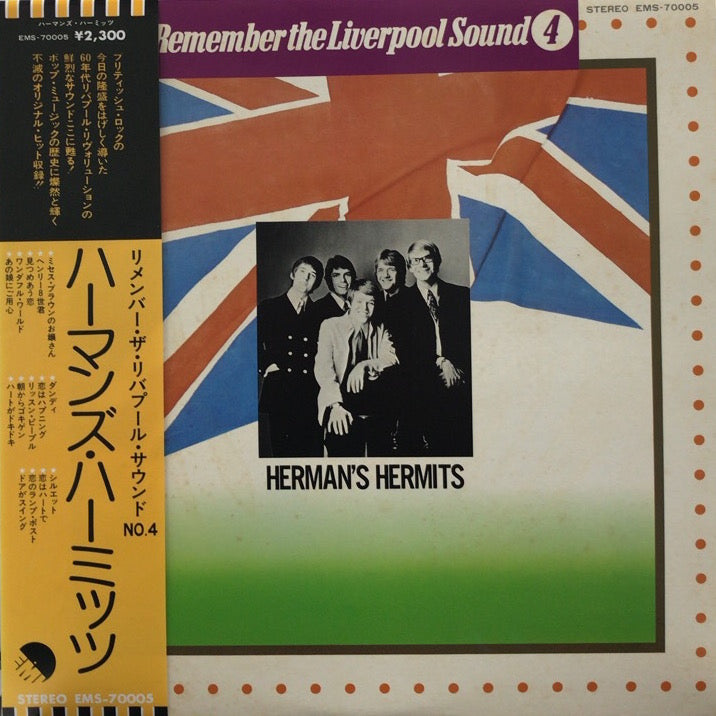 ハーマンズ・ハーミッツ
EMS-70005 ¥2,300
ブリティッシュ・ロックの
今日の隆盛をはげしく導いた
60年代リバプール・リヴォリューションの
鮮烈なサウンドここに甦る!
ポップ・ミュージックの歴史に燦然と輝く
不滅のオリジナル・ヒット収録!!
リメンバー・ザ・リバプール・サウンド
NO.4
ハーマンズ・ハーミッツ
★ミセス・ブラウンのお嬢さん
★ヘンリー8世君
★見つめあう恋
★ワンダフル・ワールド
★あの娘にご用心
★ダンディ
★恋はハプニング
★リッスン・ピープル
★朝からゴキゲン
★ハートがドキドキ
★シルエット
★恋はハートで
★恋のランプ・ポスト
★ドアがスイング
EMI
STEREO EMS-70005
Remember the Liverpool Sound 4
STEREO EMS-70005
HERMAN'S HERMITS